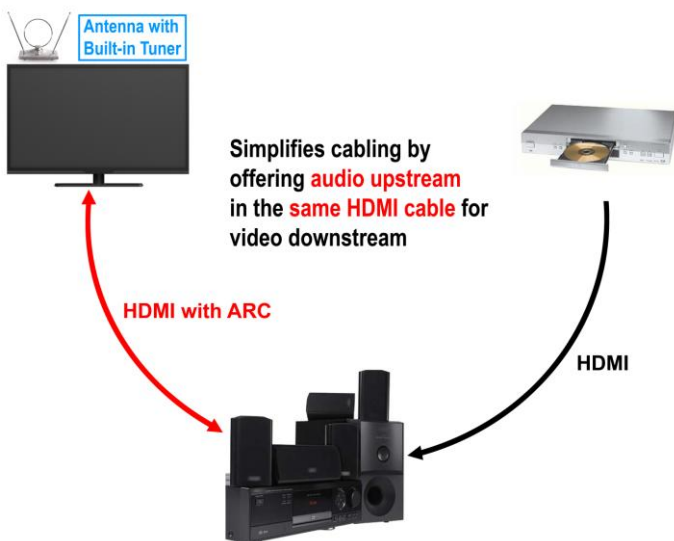 Antenna with
Built-in Tuner
Simplifies cabling by
offering audio upstream
in the same HDMI cable for
video downstream
HDMI with ARC
HDMI